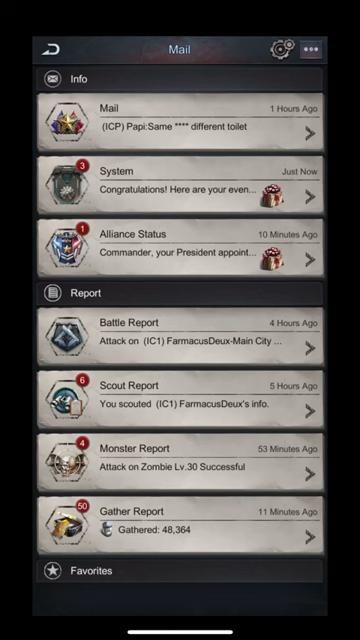 Mail
Info
Mail
1 Hours Ago
(ICP) Papi:Same **** different toilet
3
System
Just Now
Congratulations! Here are your even...
1
Alliance Status
10 Minutes Ago
Commander, your President appoint...
Report
Battle Report
4 Hours Ago
Attack on (IC1) FarmacusDeux-Main City ...
6
Scout Report
5 Hours Ago
You scouted (IC1) FarmacusDeux's info.
4
Monster Report
53 Minutes Ago
Attack on Zombie Lv.30 Successful
50
Gather Report
11 Minutes Ago
Gathered: 48,364
Favorites